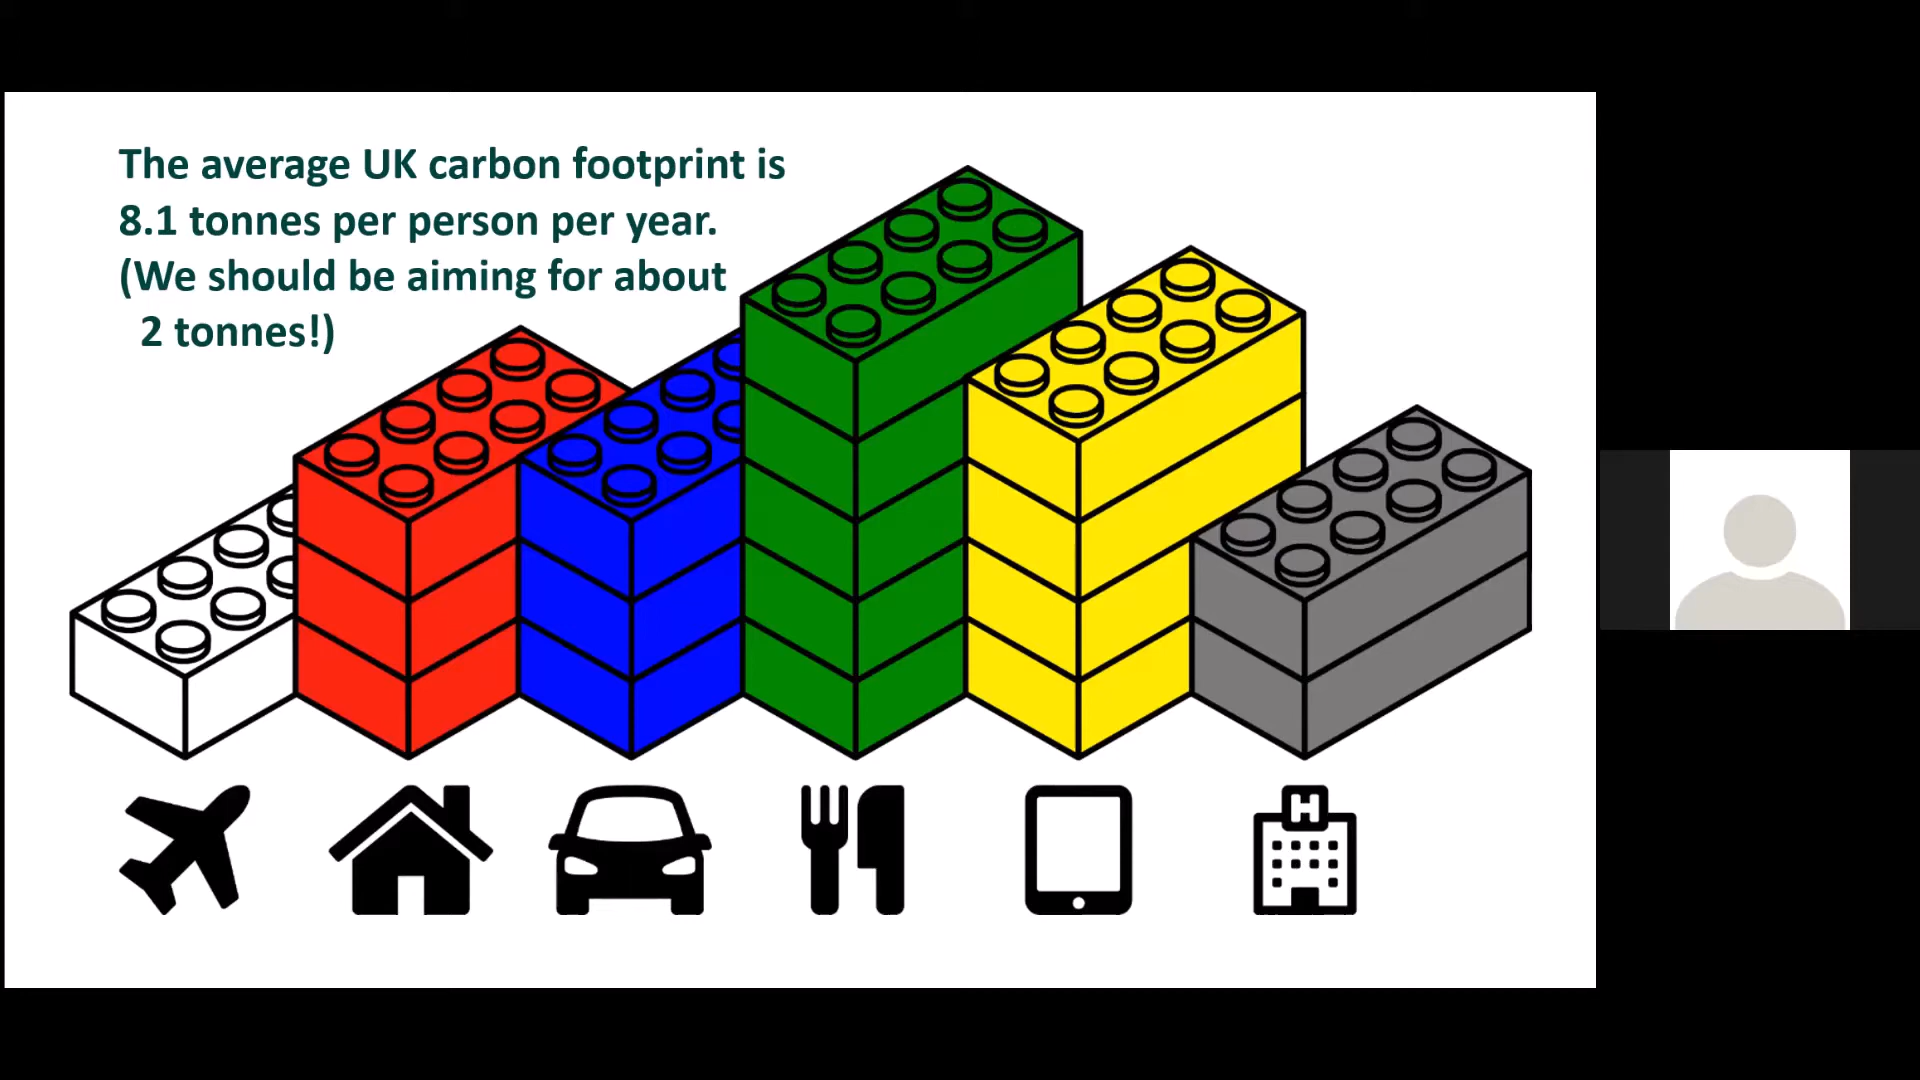 The average UK carbon footprint is
8.1 tonnes per person per year.
(We should be aiming for about
2 tonnes!)
H